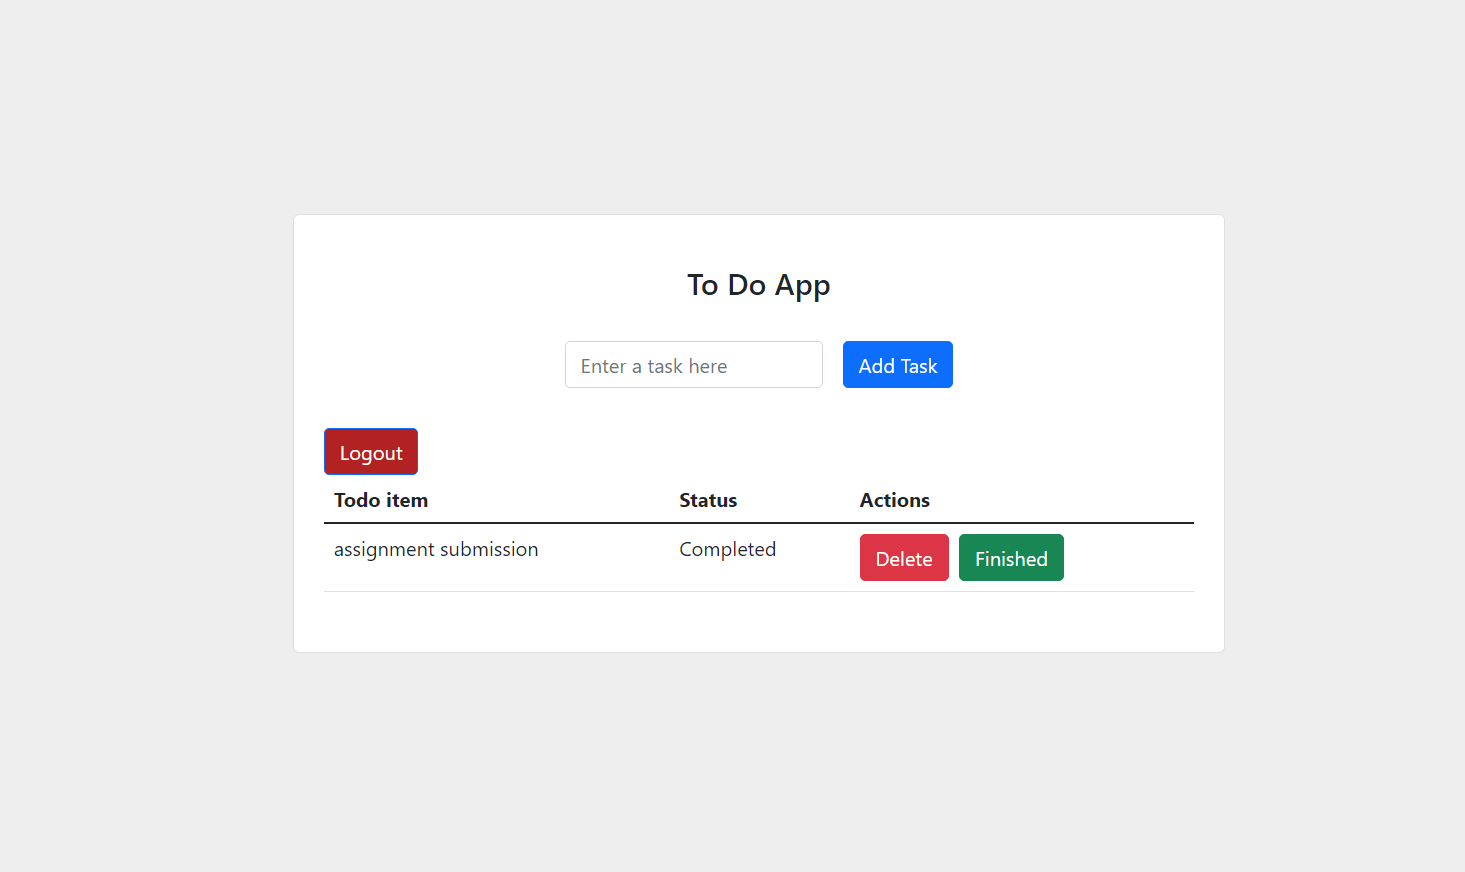 To Do App
Enter a task here Add Task
Logout
Todo item Status Actions
assignment submission Completed Delete Finished